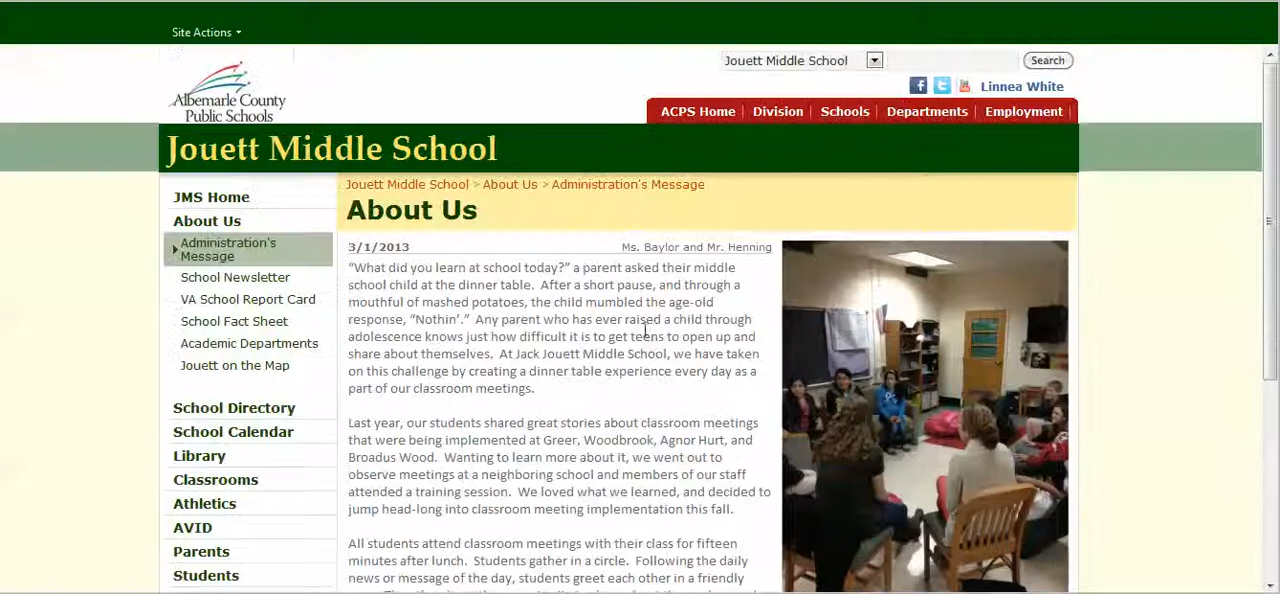 Site Actions
Jouett Middle School
Search
Albemarle County
Public Schools
Linnea White
ACPS Home
Division
Schools
Departments
Employment
Jouett Middle School
JMS Home
About Us
Administration's
Message
School Newsletter
VA School Report Card
School Fact Sheet
Academic Departments
Jouett on the Map
School Directory
School Calendar
Library
Classrooms
Athletics
AVID
Parents
Students
Jouett Middle School > About Us > Administration's Message
About Us
3/1/2013
Ms. Baylor and Mr. Henning
“What did you learn at school today?” a parent asked their middle
school child at the dinner table.  After a short pause, and through a
mouthful of mashed potatoes, the child mumbled the age-old
response, “Nothin’.”  Any parent who has ever raised a child through
adolescence knows just how difficult it is to get teens to open up and
share about themselves.  At Jack Jouett Middle School, we have taken
on this challenge by creating a dinner table experience every day as a
part of our classroom meetings.
Last year, our students shared great stories about classroom meetings
that were being implemented at Greer, Woodbrook, Agnor Hurt, and
Broadus Wood.  Wanting to learn more about it, we went out to
observe meetings at a neighboring school and members of our staff
attended a training session.  We loved what we learned, and decided to
jump head-long into classroom meeting implementation this fall.
All students attend classroom meetings with their class for fifteen
minutes after lunch.  Students gather in a circle.  Following the daily
news or message of the day, students greet each other in a friendly